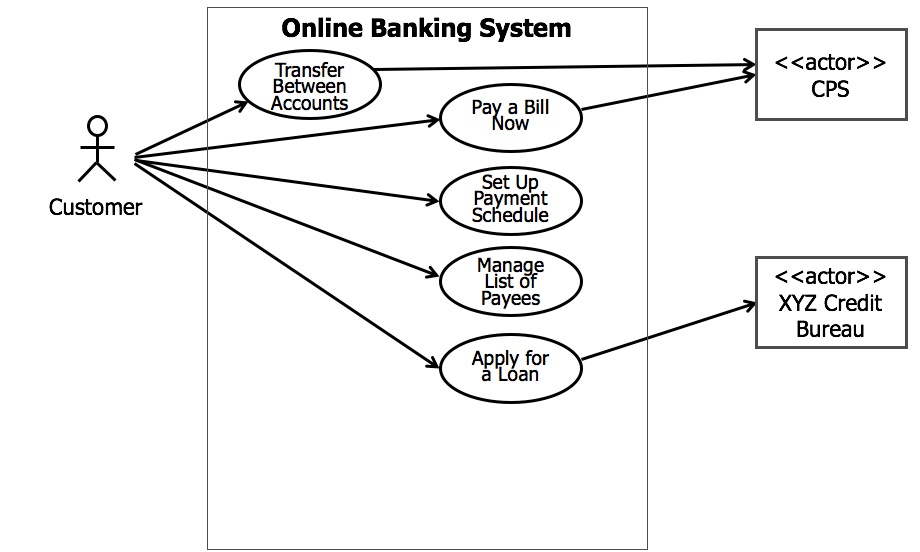 Online Banking System
Transfer
Between
Accounts
<<actor>>
CPS
Pay a Bill
Now
Customer
Set Up
Payment
Schedule
Manage
List of
Payees
<<actor>>
XYZ Credit
Bureau
Apply for
a Loan